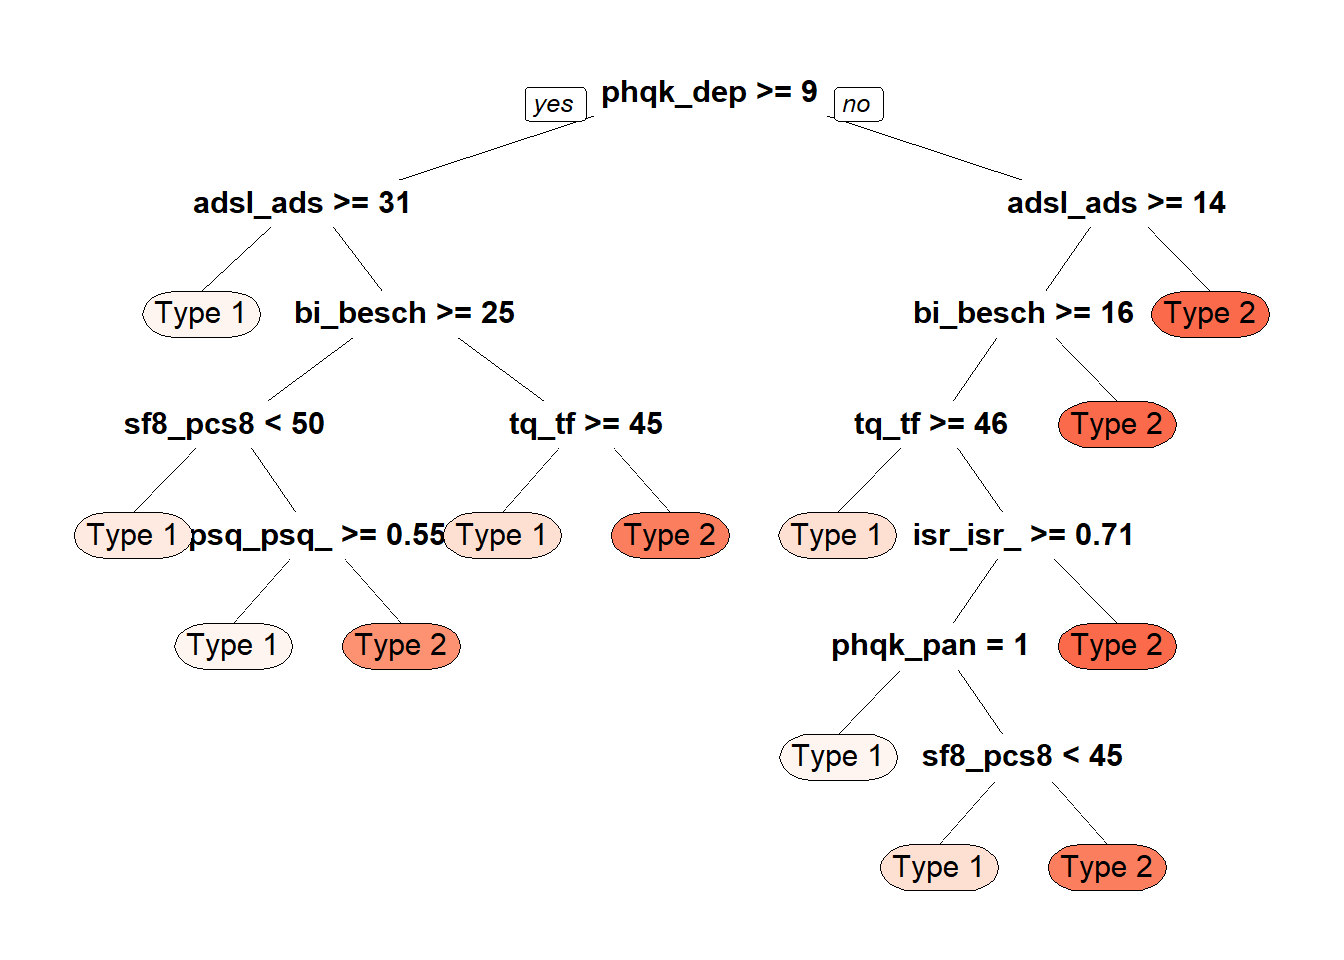 yes phqk_dep >= 9 no
adsl_ads >= 31 adsl_ads >= 14
Type 1 bi_besch >= 25 bi_besch >= 16 Type 2
sf8_pcs8 < 50 tq_tf >= 45 tq_tf >= 46 Type 2
Type 1 psq_psq_ >= 0.55 Type 1 Type 2 Type 1 isr_isr_ >= 0.71
Type 1 Type 2 phqk_pan = 1 Type 2
Type 1 sf8_pcs8 < 45
Type 1 Type 2